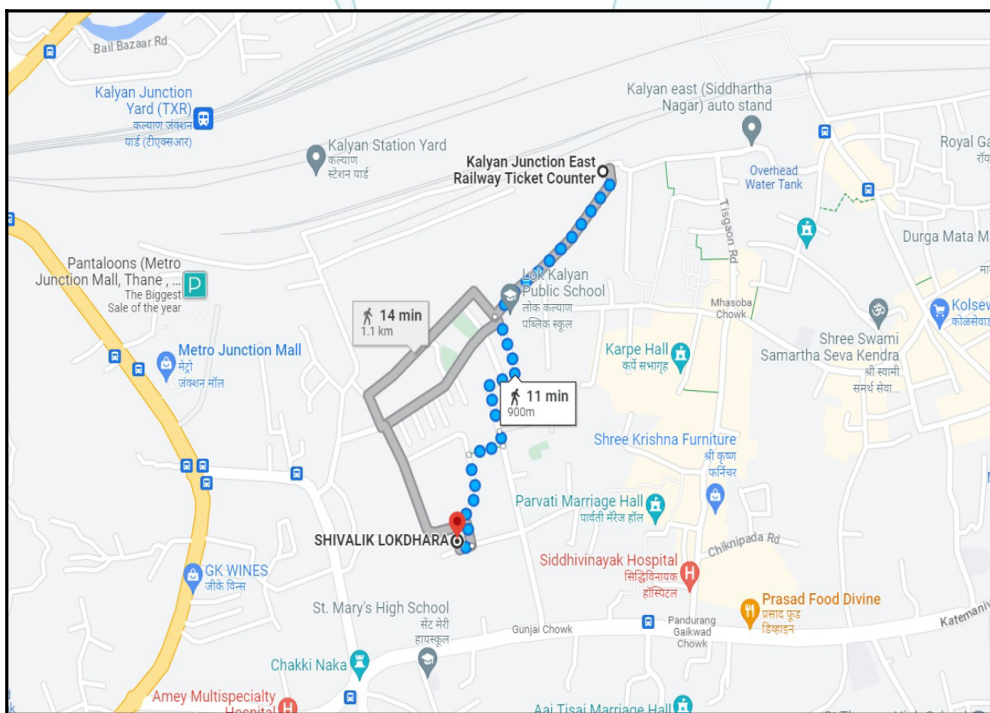 Bail Bazaar Rd
Kalyan Junction
Yard (TXR)
कल्याण जंक्शन
यार्ड (टीएक्सआर)
Kalyan Station Yard
कल्याण
स्टेशन यार्ड
Kalyan east (Siddhartha
Nagar) auto stand
Kalyan Junction East
Railway Ticket Counter
Overhead
Water Tank
Royal Ga
Tisgaon Rd
Durga Mata M
Pantaloons (Metro
Junction Mall, Thane , ...
The Biggest
Sale of the year
P
Lok Kalyan
Public School
लोक कल्याण
पब्लिक स्कूल
14 min
1.1 km
Mhasoba
Chowk
Kolsew
कोळसेवाड
Shree Swami
Samartha Seva Kendra
श्री स्वामी
समर्थ सेवा...
Metro Junction Mall
मेट्रो
जंक्शन मॉल
Karpe Hall
कर्पे सभागृह
11 min
900m
Shree Krishna Furniture
श्री कृष्ण
फर्निचर
Parvati Marriage Hall
पार्वती मॅरेज हॉल
SHIVALIK LOKDHARA
Chiknipada Rd
Siddhivinayak Hospital
सिद्धिविनायक
हॉस्पिटल
H
GK WINES
जीके विन्स
St. Mary's High School
सेंट मेरी
हायस्कूल
Prasad Food Divine
प्रसाद फूड
डिव्हाइन
Gunjai Chowk
Pandurang
Gaikwad
Chowk
Katemaniv
Chakki Naka
Amey Multispecialty
Hospital
H
Aai Tisai Marriage Hall